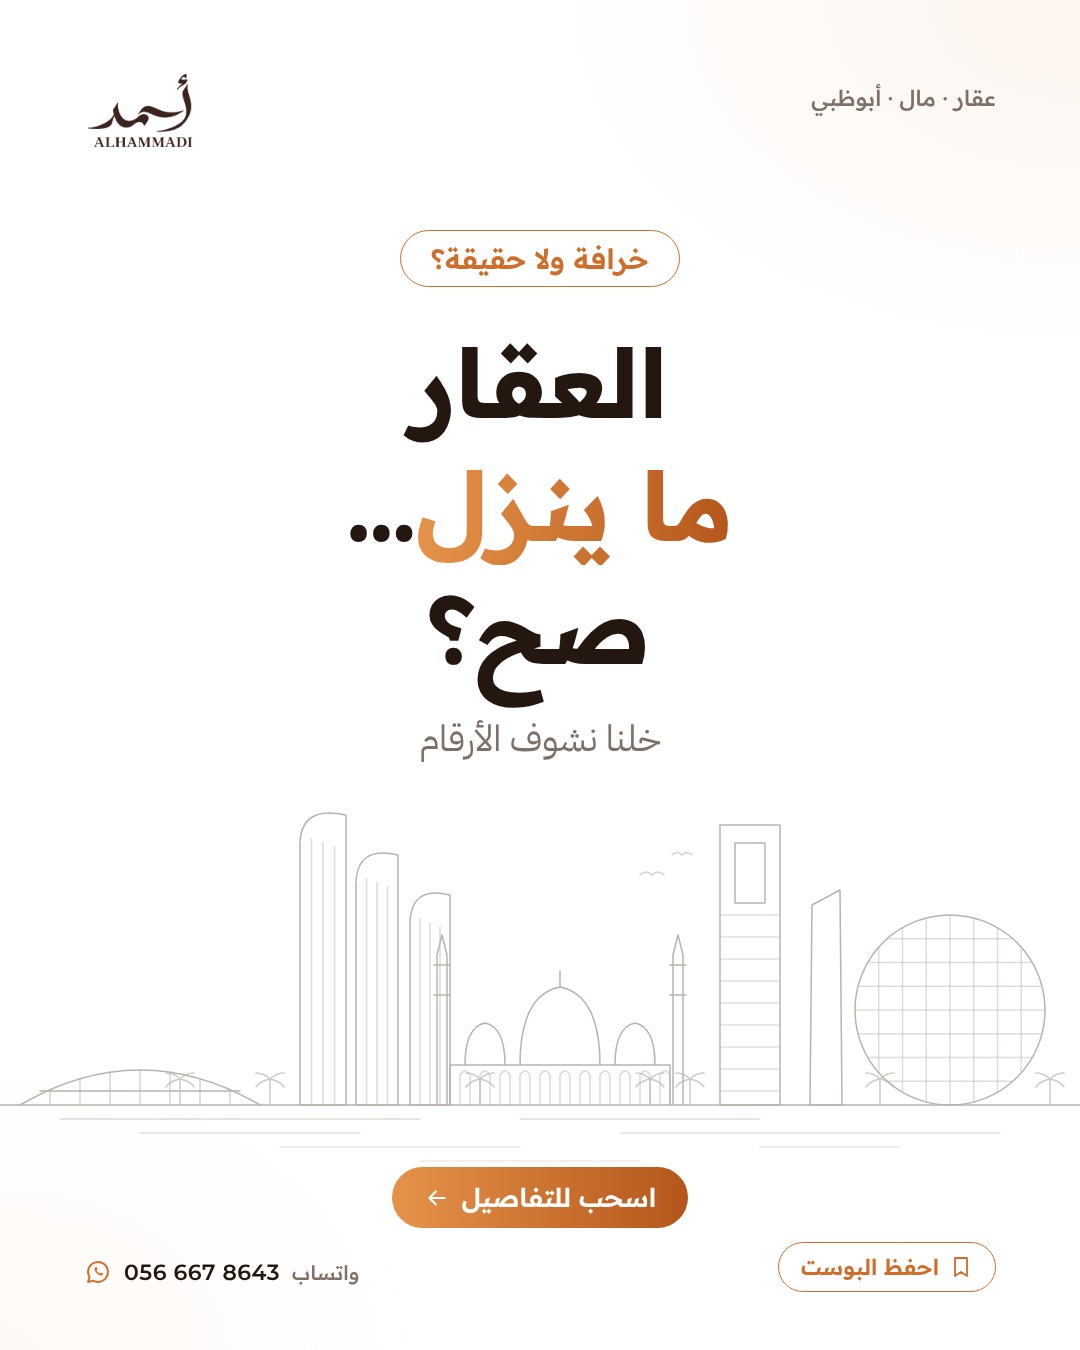 عقار · مال · أبوظبي
أحمد
ALHAMMADI
خرافة ولا حقيقة؟
العقار
ما ينزل...
صح؟
خلنا نشوف الأرقام
اسحب للتفاصيل ←
احفظ البوست
واتساب 056 667 8643